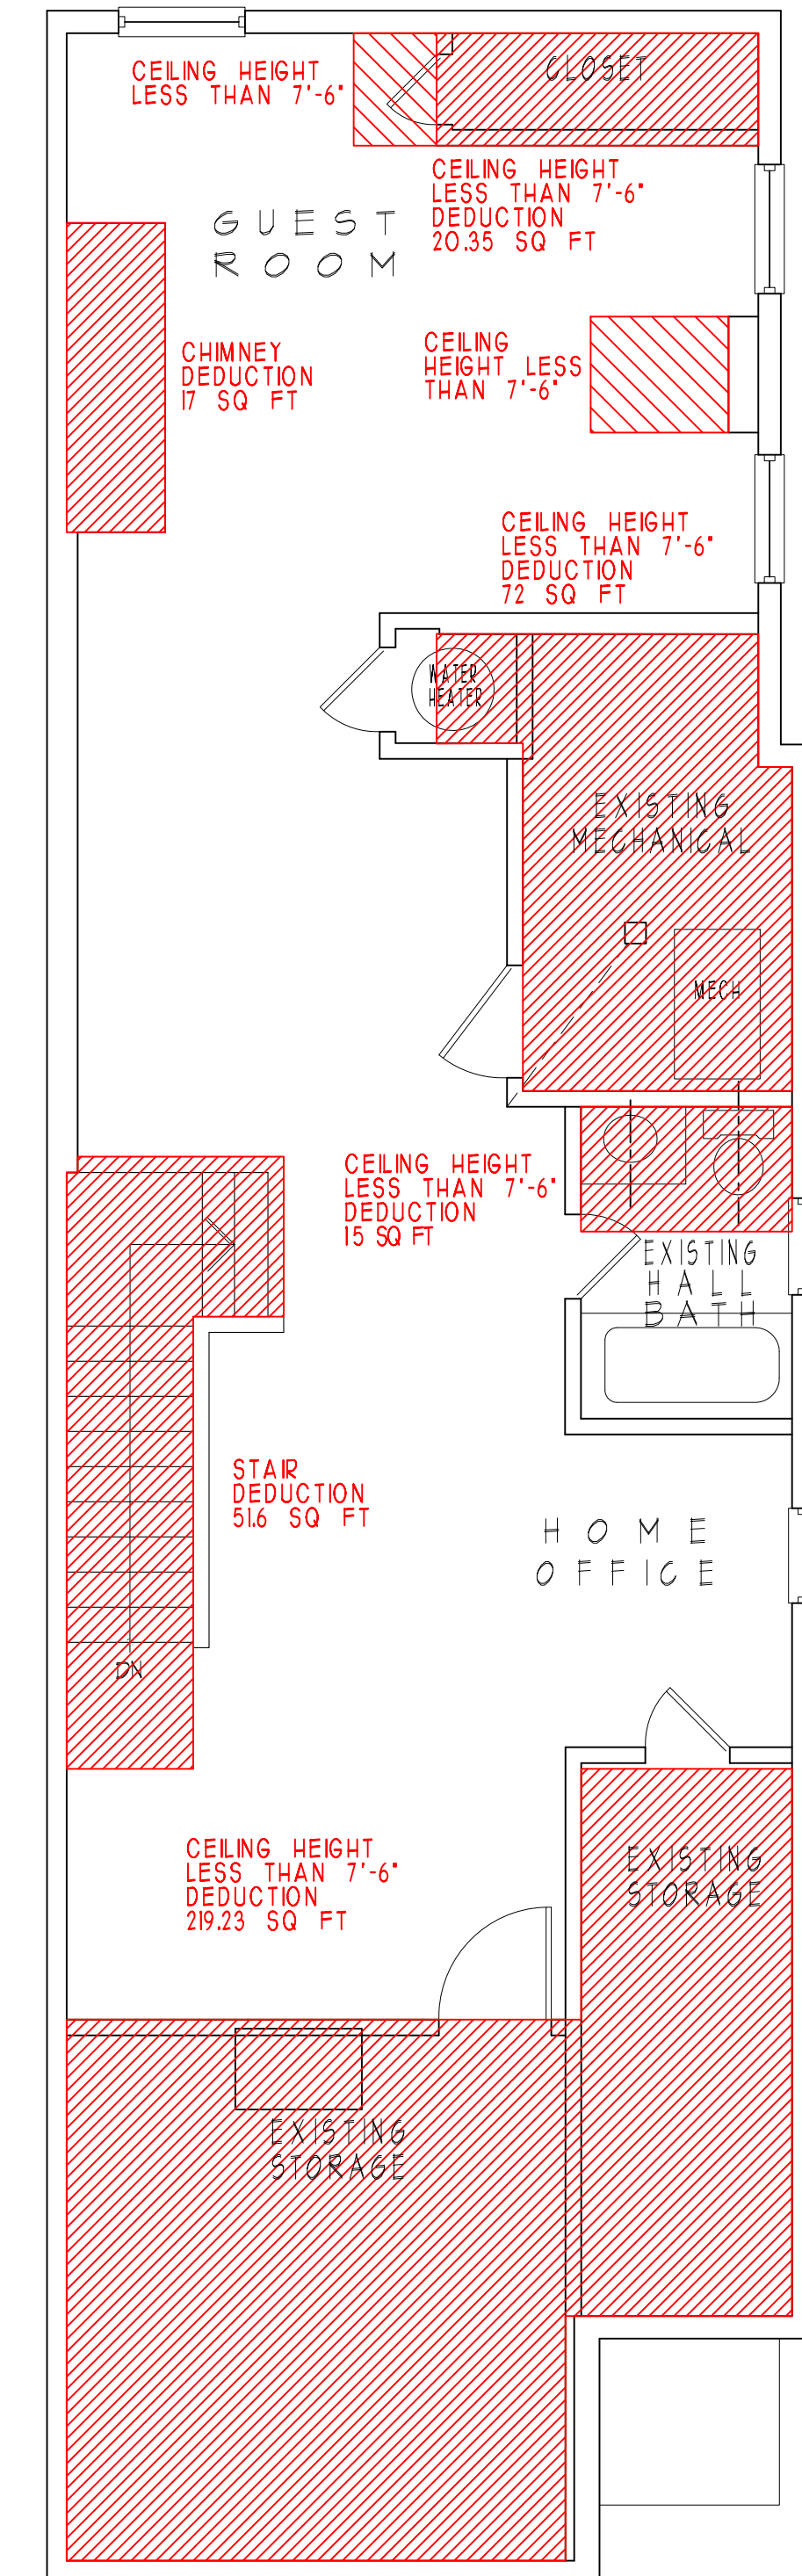 CEILING HEIGHT
LESS THAN 7'-6"
CLOSET
CEILING HEIGHT
LESS THAN 7'-6"
DEDUCTION
20.35 SQ FT
GUEST
ROOM
CHIMNEY
DEDUCTION
17 SQ FT
CEILING
HEIGHT LESS
THAN 7'-6"
CEILING HEIGHT
LESS THAN 7'-6"
DEDUCTION
72 SQ FT
WATER
HEATER
EXISTING
MECHANICAL
MECH
CEILING HEIGHT
LESS THAN 7'-6"
DEDUCTION
15 SQ FT
EXISTING
HALL
BATH
STAIR
DEDUCTION
51.6 SQ FT
HOME
OFFICE
DN
CEILING HEIGHT
LESS THAN 7'-6"
DEDUCTION
219.23 SQ FT
EXISTING
STORAGE
EXISTING
STORAGE